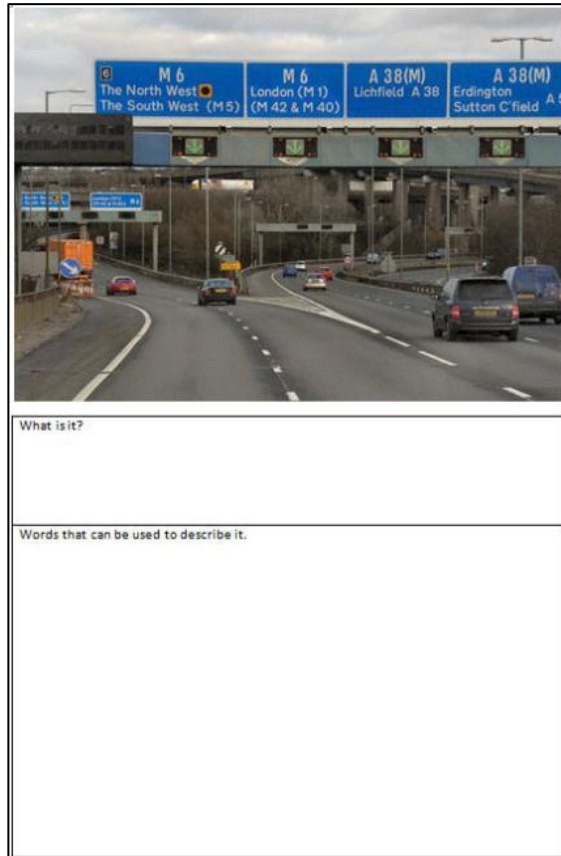 6
M 6
The North West
The South West (M 5)
M 6
London (M 1)
(M 42 & M 40)
A 38(M)
Lichfield A 38
A 38(M)
Erdington
Sutton C'field
What is it?
Words that can be used to describe it.